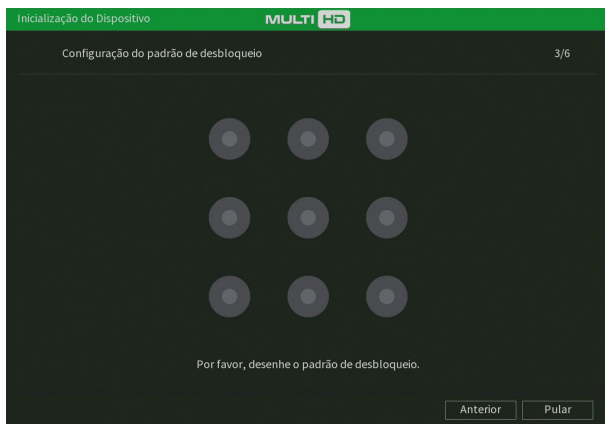 Inicialização do Dispositivo
MULTI HD
Configuração do padrão de desbloqueio
3/6
Por favor, desenhe o padrão de desbloqueio.
Anterior
Pular